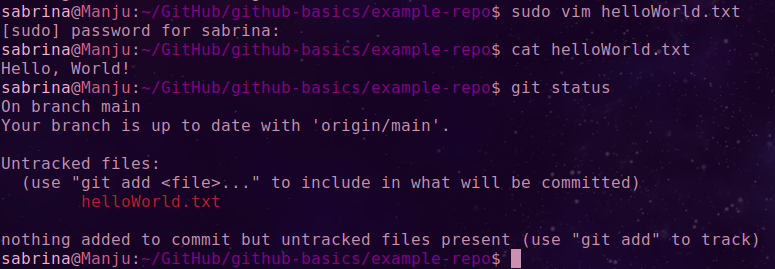 sabrina@Manju:~/GitHub/github-basics/example-repo$ sudo vim helloWorld.txt
[sudo] password for sabrina:
sabrina@Manju:~/GitHub/github-basics/example-repo$ cat helloWorld.txt
Hello, World!
sabrina@Manju:~/GitHub/github-basics/example-repo$ git status
On branch main
Your branch is up to date with 'origin/main'.

Untracked files:
  (use "git add <file>..." to include in what will be committed)
        helloWorld.txt

nothing added to commit but untracked files present (use "git add" to track)
sabrina@Manju:~/GitHub/github-basics/example-repo$